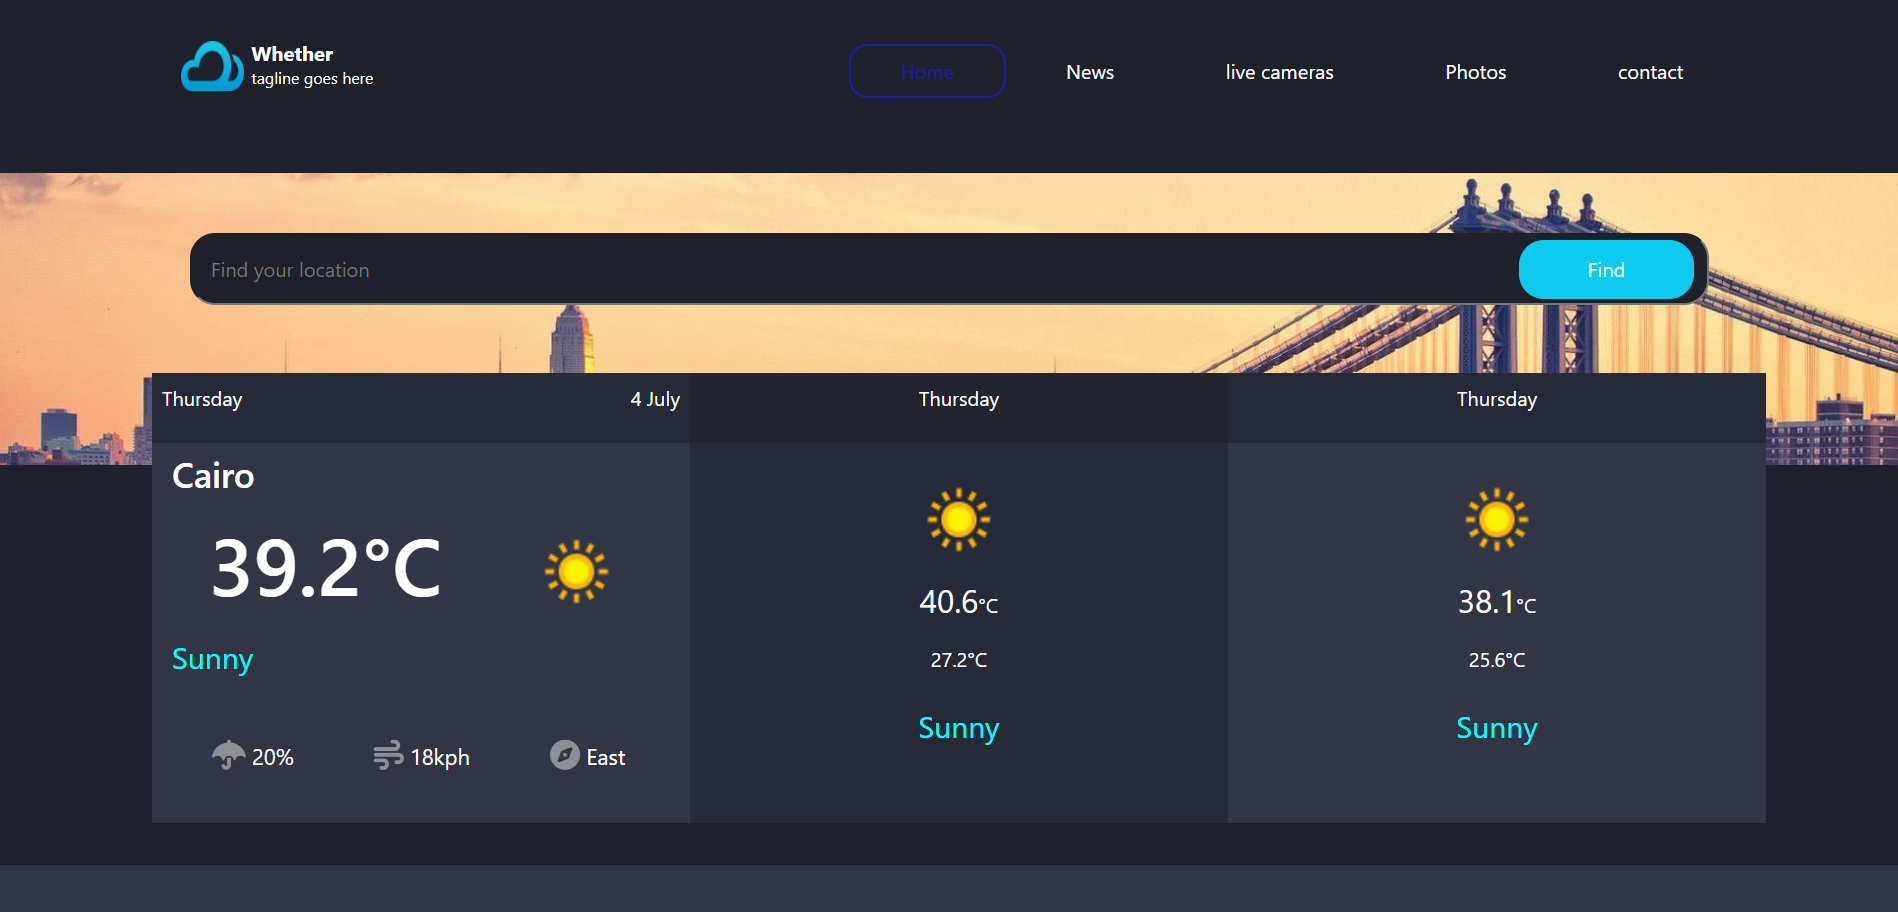 Whether
tagline goes here
Home
News
live cameras
Photos
contact
Find your location
Find
Thursday
4 July
Cairo
39.2°C
Sunny
20%
18kph
East
Thursday
40.6°C
27.2°C
Sunny
Thursday
38.1°C
25.6°C
Sunny